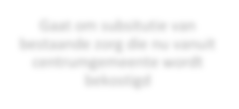 Gaat om substitutie van
bestaande zorg die nu vanuit
centrumgemeente wordt
bekostigd